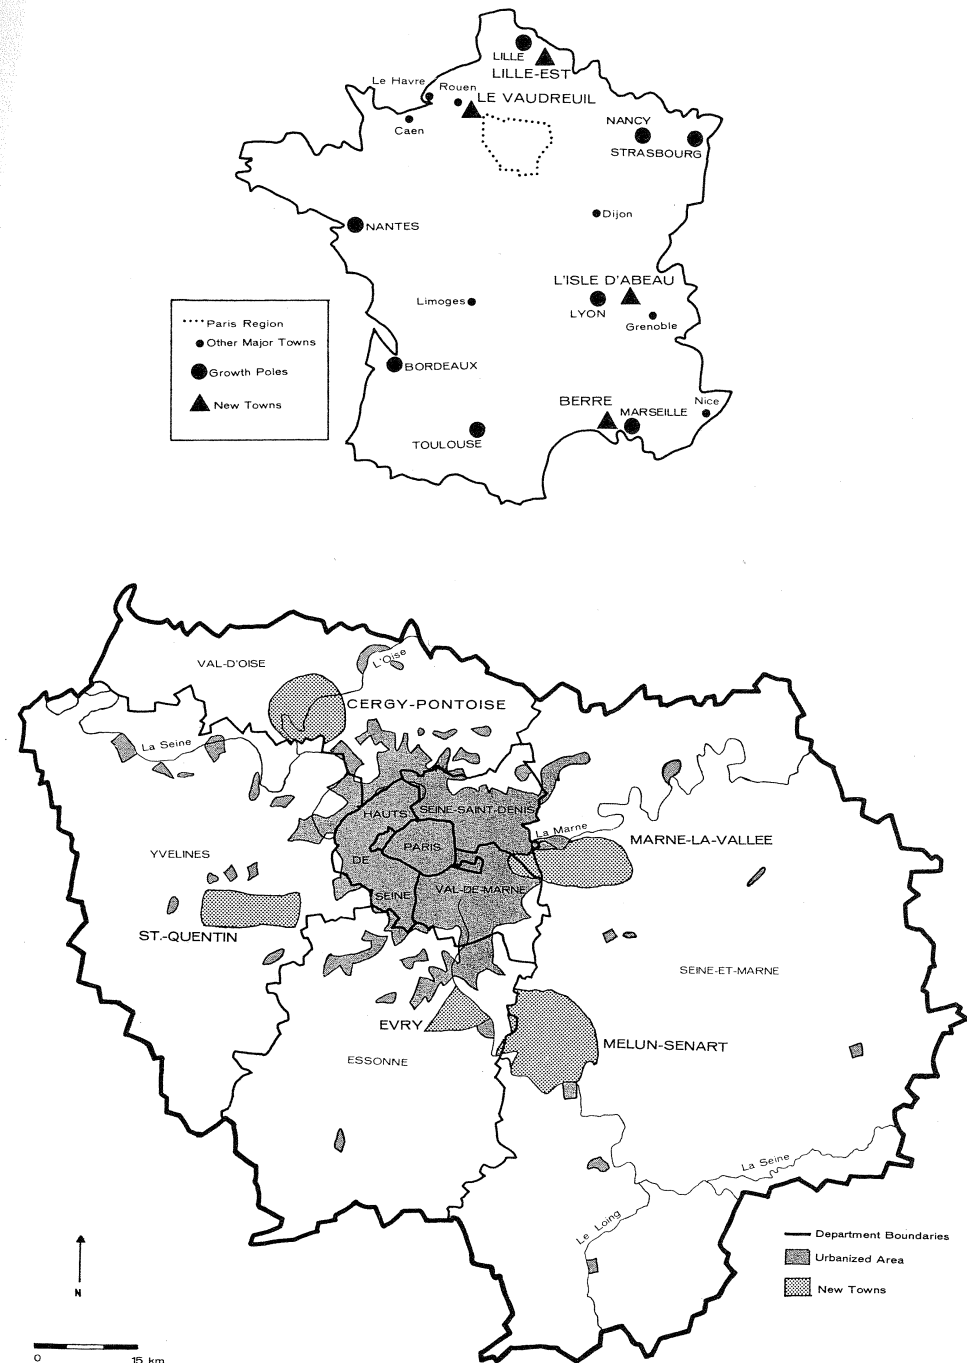 LILLE
LILLE-EST
Le Havre
Rouen
LE VAUDREUIL
Caen
NANCY
STRASBOURG
NANTES
Dijon
L'ISLE D'ABEAU
Limoges
LYON
Grenoble
Paris Region
Other Major Towns
Growth Poles
New Towns
BORDEAUX
BERRE
MARSEILLE
Nice
TOULOUSE
VAL-D'OISE
L'Oise
CERGY-PONTOISE
La Seine
HAUTS
SEINE-SAINT-DENIS
La Marne
MARNE-LA-VALLEE
PARIS
YVELINES
DE
SEINE
VAL-DE-MARNE
ST.-QUENTIN
SEINE-ET-MARNE
EVRY
MELUN-SENART
ESSONNE
La Seine
Le Loing
Department Boundaries
Urbanized Area
New Towns
N
0 15 km